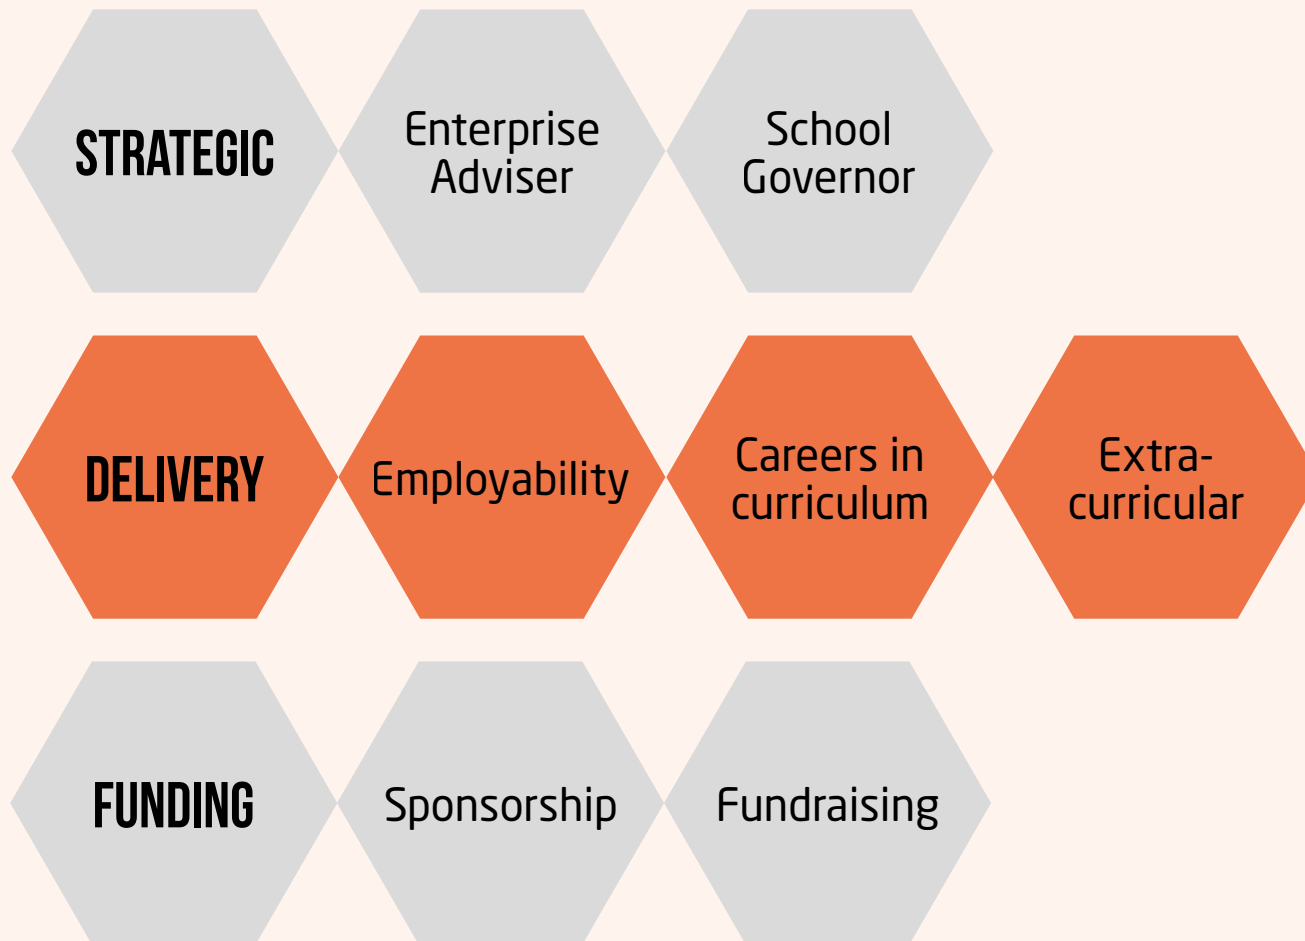 STRATEGIC
Enterprise
Adviser
School
Governor
DELIVERY
Employability
Careers in
curriculum
Extra-
curricular
FUNDING
Sponsorship
Fundraising